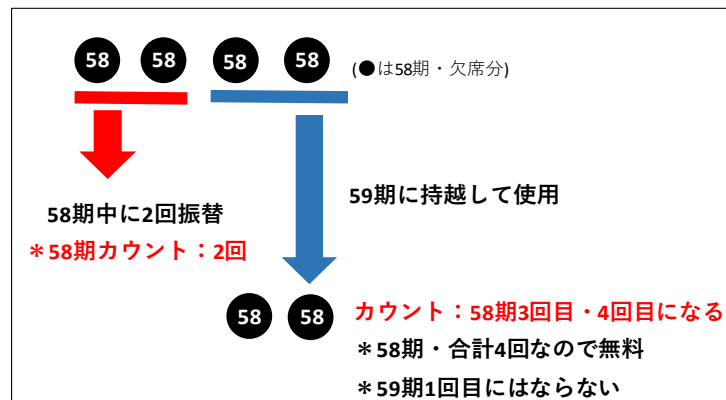 58 58 58 58 (●は58期・欠席分)
58期中に2回振替
＊58期カウント：2回
59期に持越して使用
58 58
カウント：58期3回目・4回目になる
＊58期・合計4回なので無料
＊59期1回目にはならない